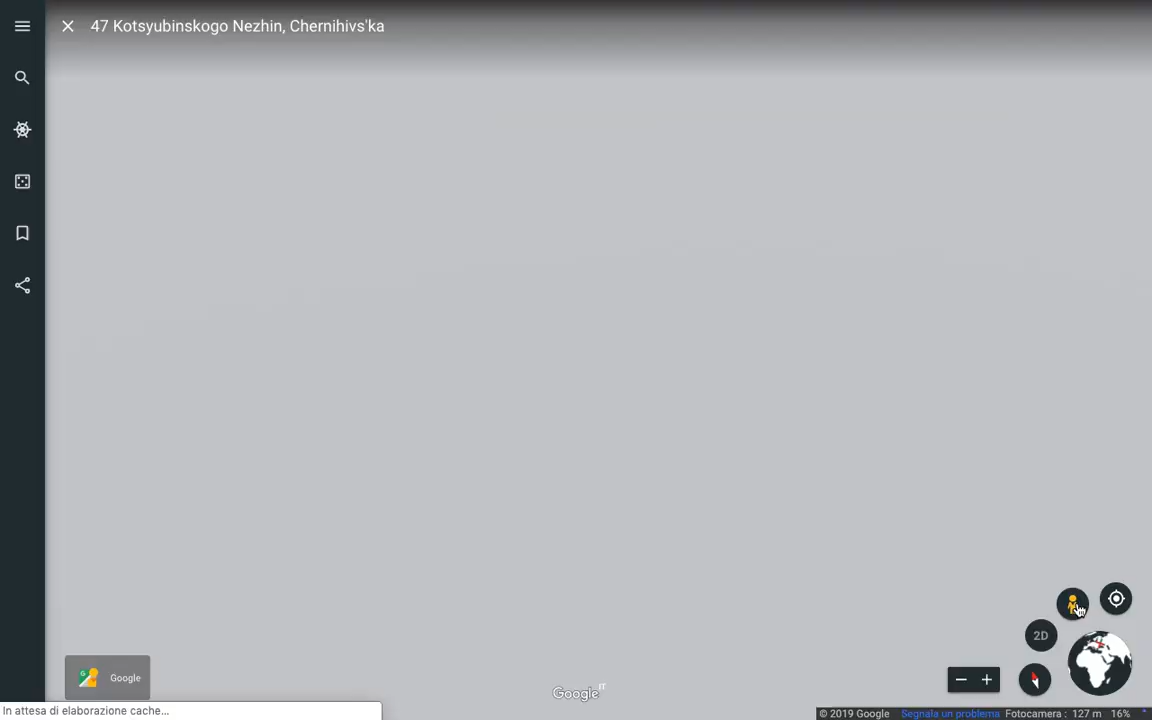 47 Kotsyubinskogo Nezhin, Chernihivs'ka
2D
Google
Google IT
In attesa di elaborazione cache...
© 2019 Google Segnala un problema Fotocamera : 127 m 16%